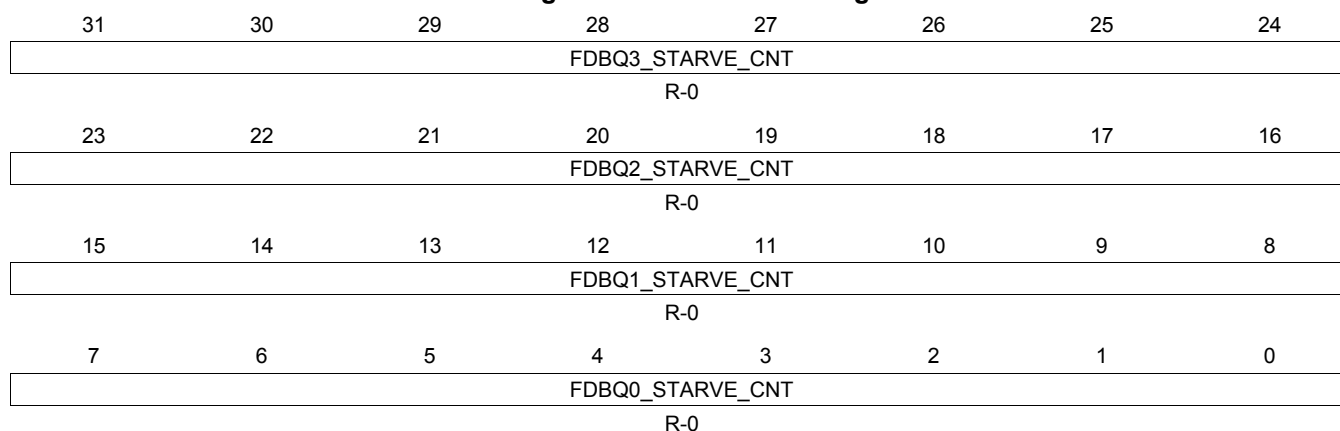 31 30 29 28 27 26 25 24
FDBQ3_STARVE_CNT
R-0
23 22 21 20 19 18 17 16
FDBQ2_STARVE_CNT
R-0
15 14 13 12 11 10 9 8
FDBQ1_STARVE_CNT
R-0
7 6 5 4 3 2 1 0
FDBQ0_STARVE_CNT
R-0